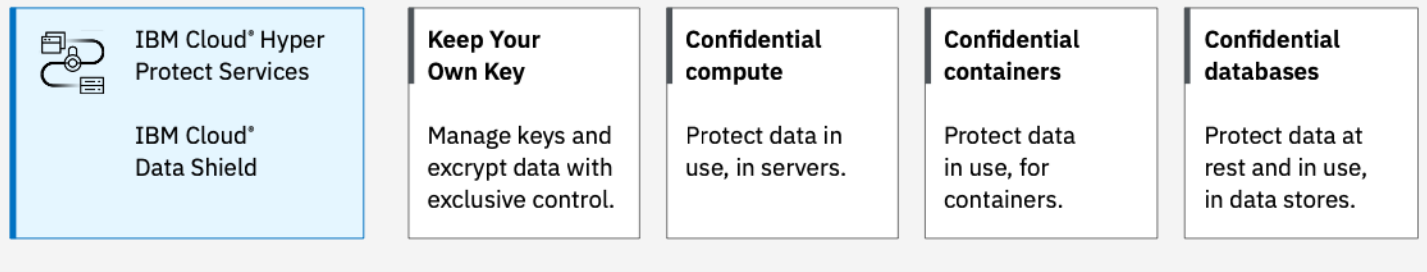 IBM Cloud® Hyper
Protect Services
IBM Cloud®
Data Shield
Keep Your
Own Key
Manage keys and
excrypt data with
exclusive control.
Confidential
compute
Protect data in
use, in servers.
Confidential
containers
Protect data
in use, for
containers.
Confidential
databases
Protect data at
rest and in use,
in data stores.